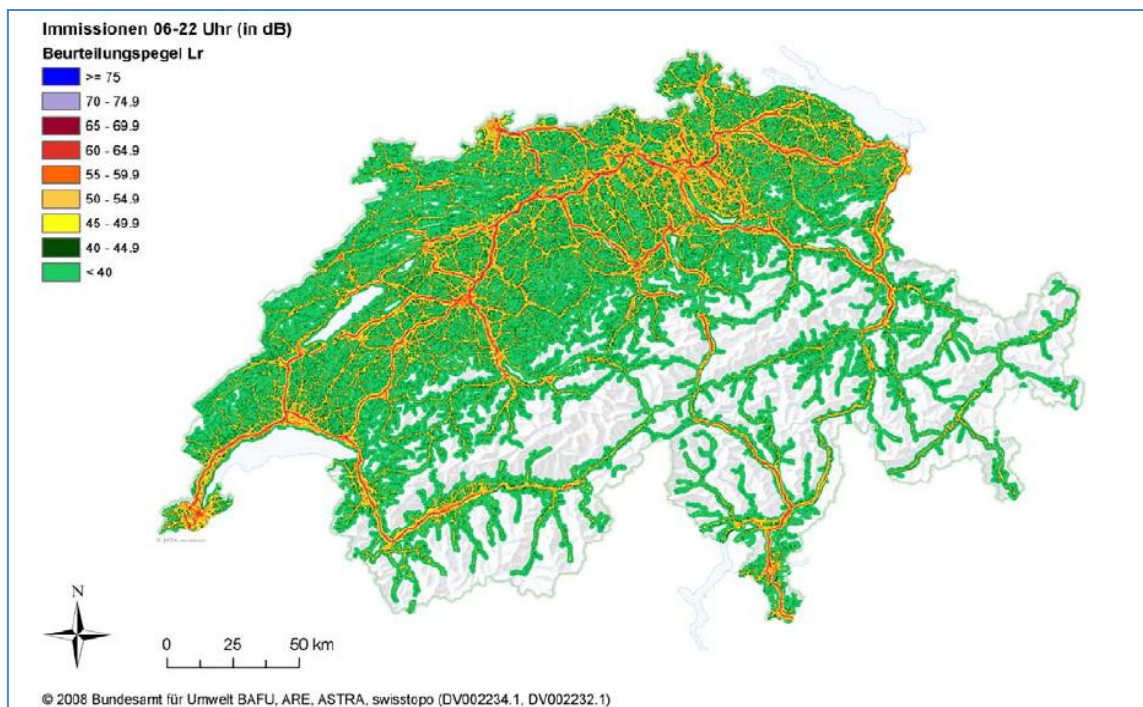 Immissionen 06-22 Uhr (in dB)
Beurteilungspegel Lr
>= 75
70 - 74.9
65 - 69.9
60 - 64.9
55 - 59.9
50 - 54.9
45 - 49.9
40 - 44.9
< 40
N
0 25 50 km
© 2008 Bundesamt für Umwelt BAFU, ARE, ASTRA, swisstopo (DV002234.1, DV002232.1)